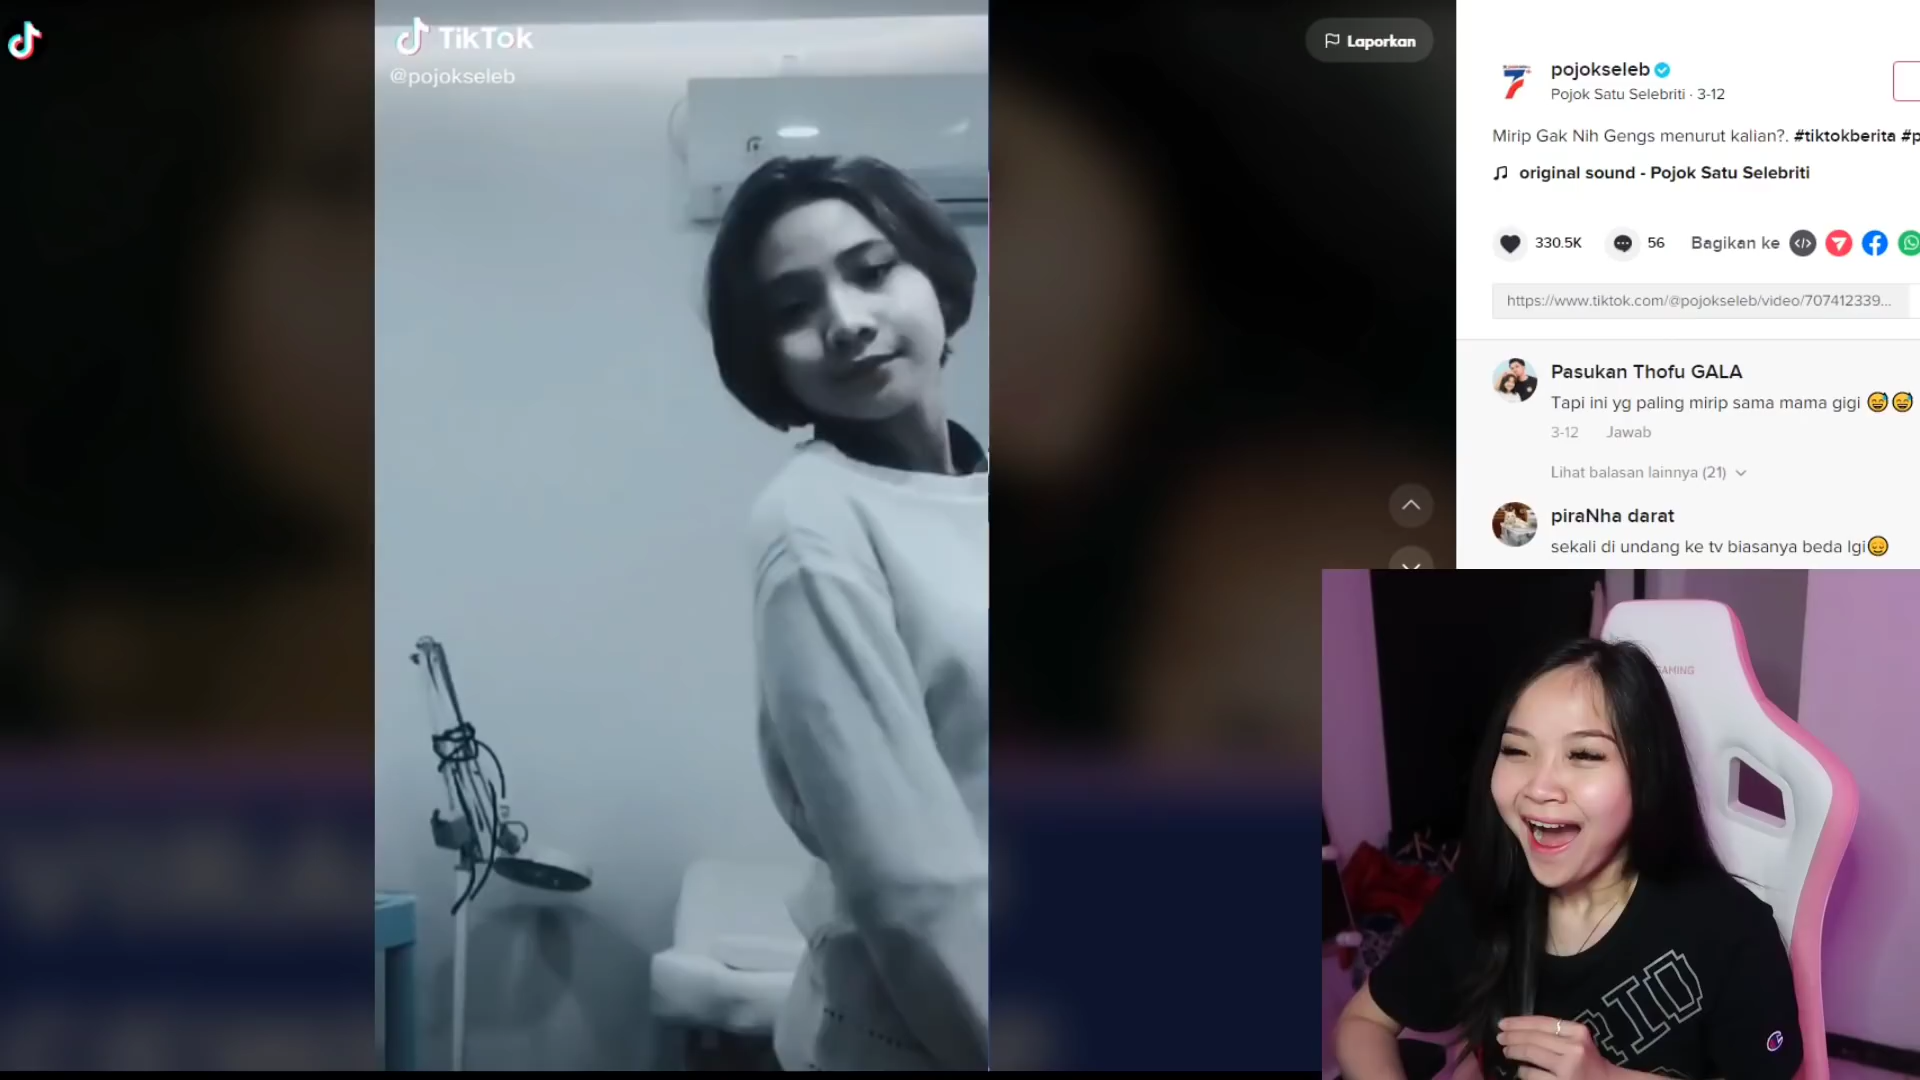 TikTok
@pojokseleb
Laporkan
pojokseleb
Pojok Satu Selebriti · 3-12
Mirip Gak Nih Gengs menurut kalian?. #tiktokberita #p
original sound - Pojok Satu Selebriti
330.5K
56
Bagikan ke
https://www.tiktok.com/@pojokseleb/video/707412339...
Pasukan Thofu GALA
Tapi ini yg paling mirip sama mama gigi 😅😅
3-12 Jawab
Lihat balasan lainnya (21)
piraNha darat
sekali di undang ke tv biasanya beda lgi😔
GAMING